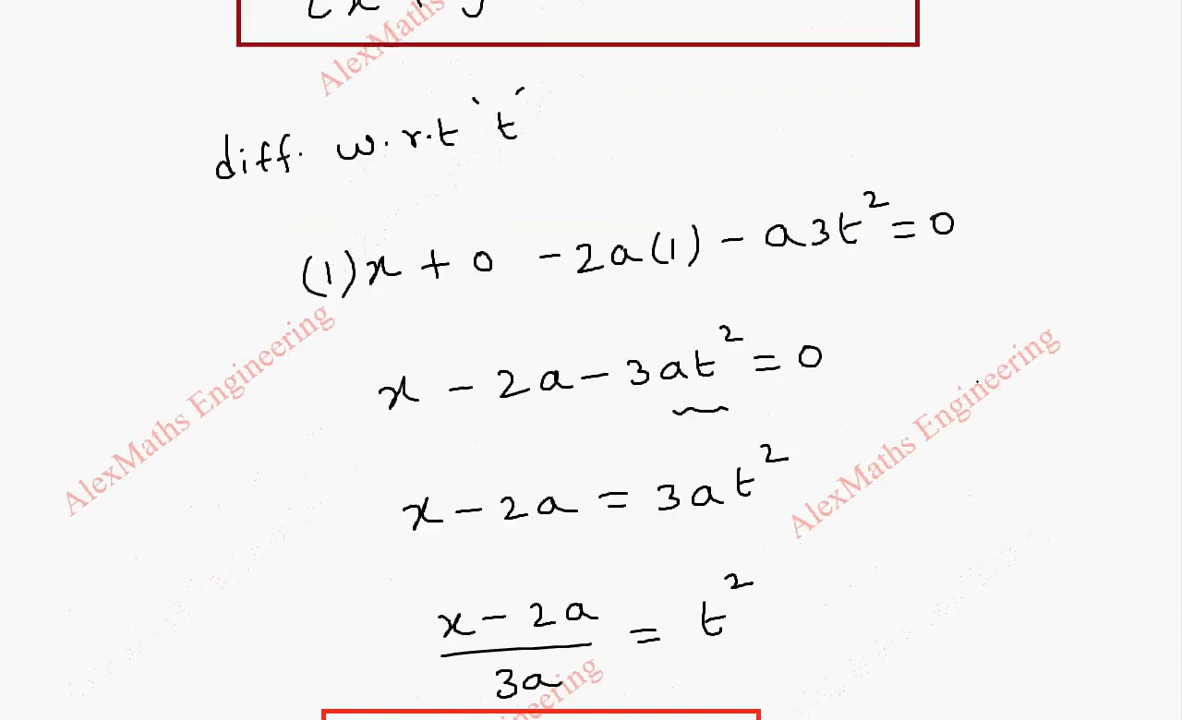 AlexMaths
diff. w.r.t 't'
(1)x + 0 - 2a(1) - a3t² = 0
x - 2a - 3at² = 0
AlexMaths Engineering
AlexMaths Engineering
x - 2a = 3at²
x - 2a / 3a = t²